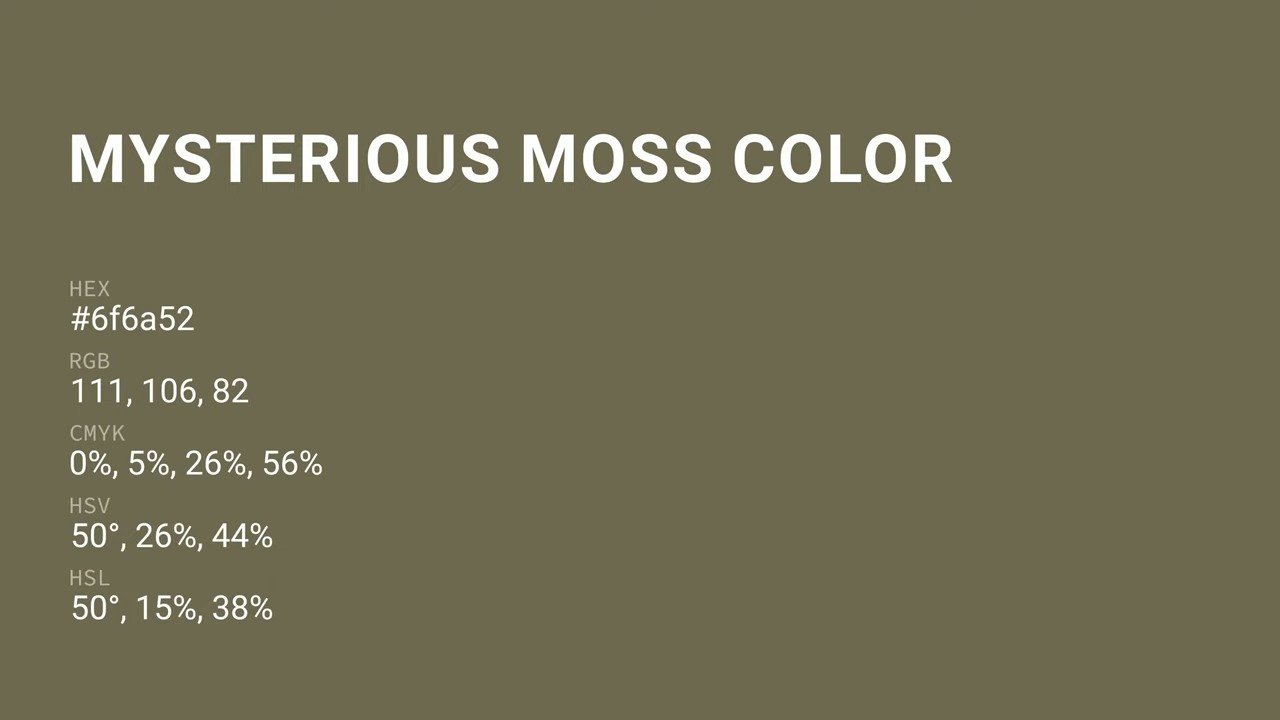 MYSTERIOUS MOSS COLOR
HEX
#6f6a52
RGB
111, 106, 82
CMYK
0%, 5%, 26%, 56%
HSV
50°, 26%, 44%
HSL
50°, 15%, 38%